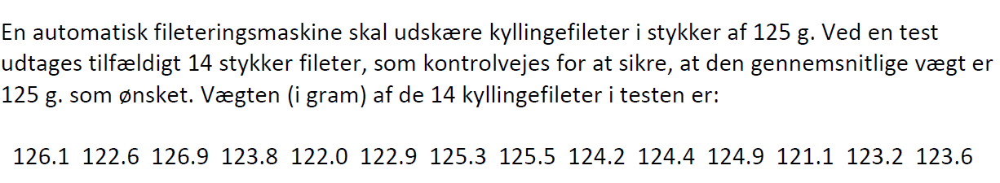 En automatisk fileteringsmaskine skal udskære kyllingefileter i stykker af 125 g. Ved en test
udtages tilfældigt 14 stykker fileter, som kontrolvejes for at sikre, at den gennemsnitlige vægt er
125 g. som ønsket. Vægten (i gram) af de 14 kyllingefileter i testen er:
126.1 122.6 126.9 123.8 122.0 122.9 125.3 125.5 124.2 124.4 124.9 121.1 123.2 123.6